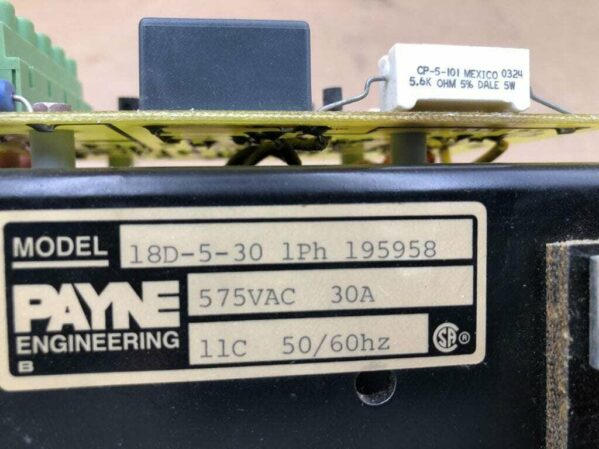 CP-5-101 MEXICO 0324
5.6K OHM 5% DALE 5W
MODEL 18D-5-30 1Ph 195958
PAYNE 575VAC 30A
ENGINEERING 11C 50/60hz SA ®
B